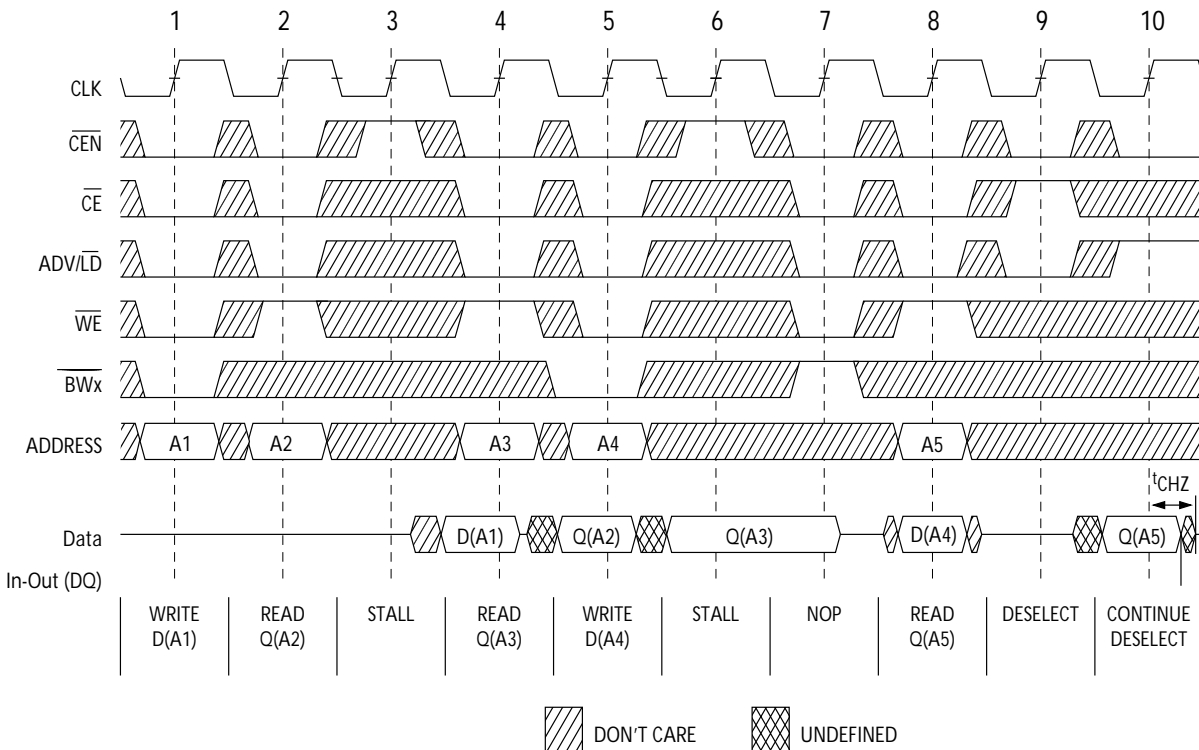 1 2 3 4 5 6 7 8 9 10
CLK
CEN
CE
ADV/LD
WE
BWx
ADDRESS A1 A2 A3 A4 A5
tCHZ
Data D(A1) Q(A2) Q(A3) D(A4) Q(A5)
In-Out (DQ)
WRITE READ STALL READ WRITE STALL NOP READ DESELECT CONTINUE
D(A1) Q(A2) Q(A3) D(A4) Q(A5) DESELECT
DON'T CARE UNDEFINED